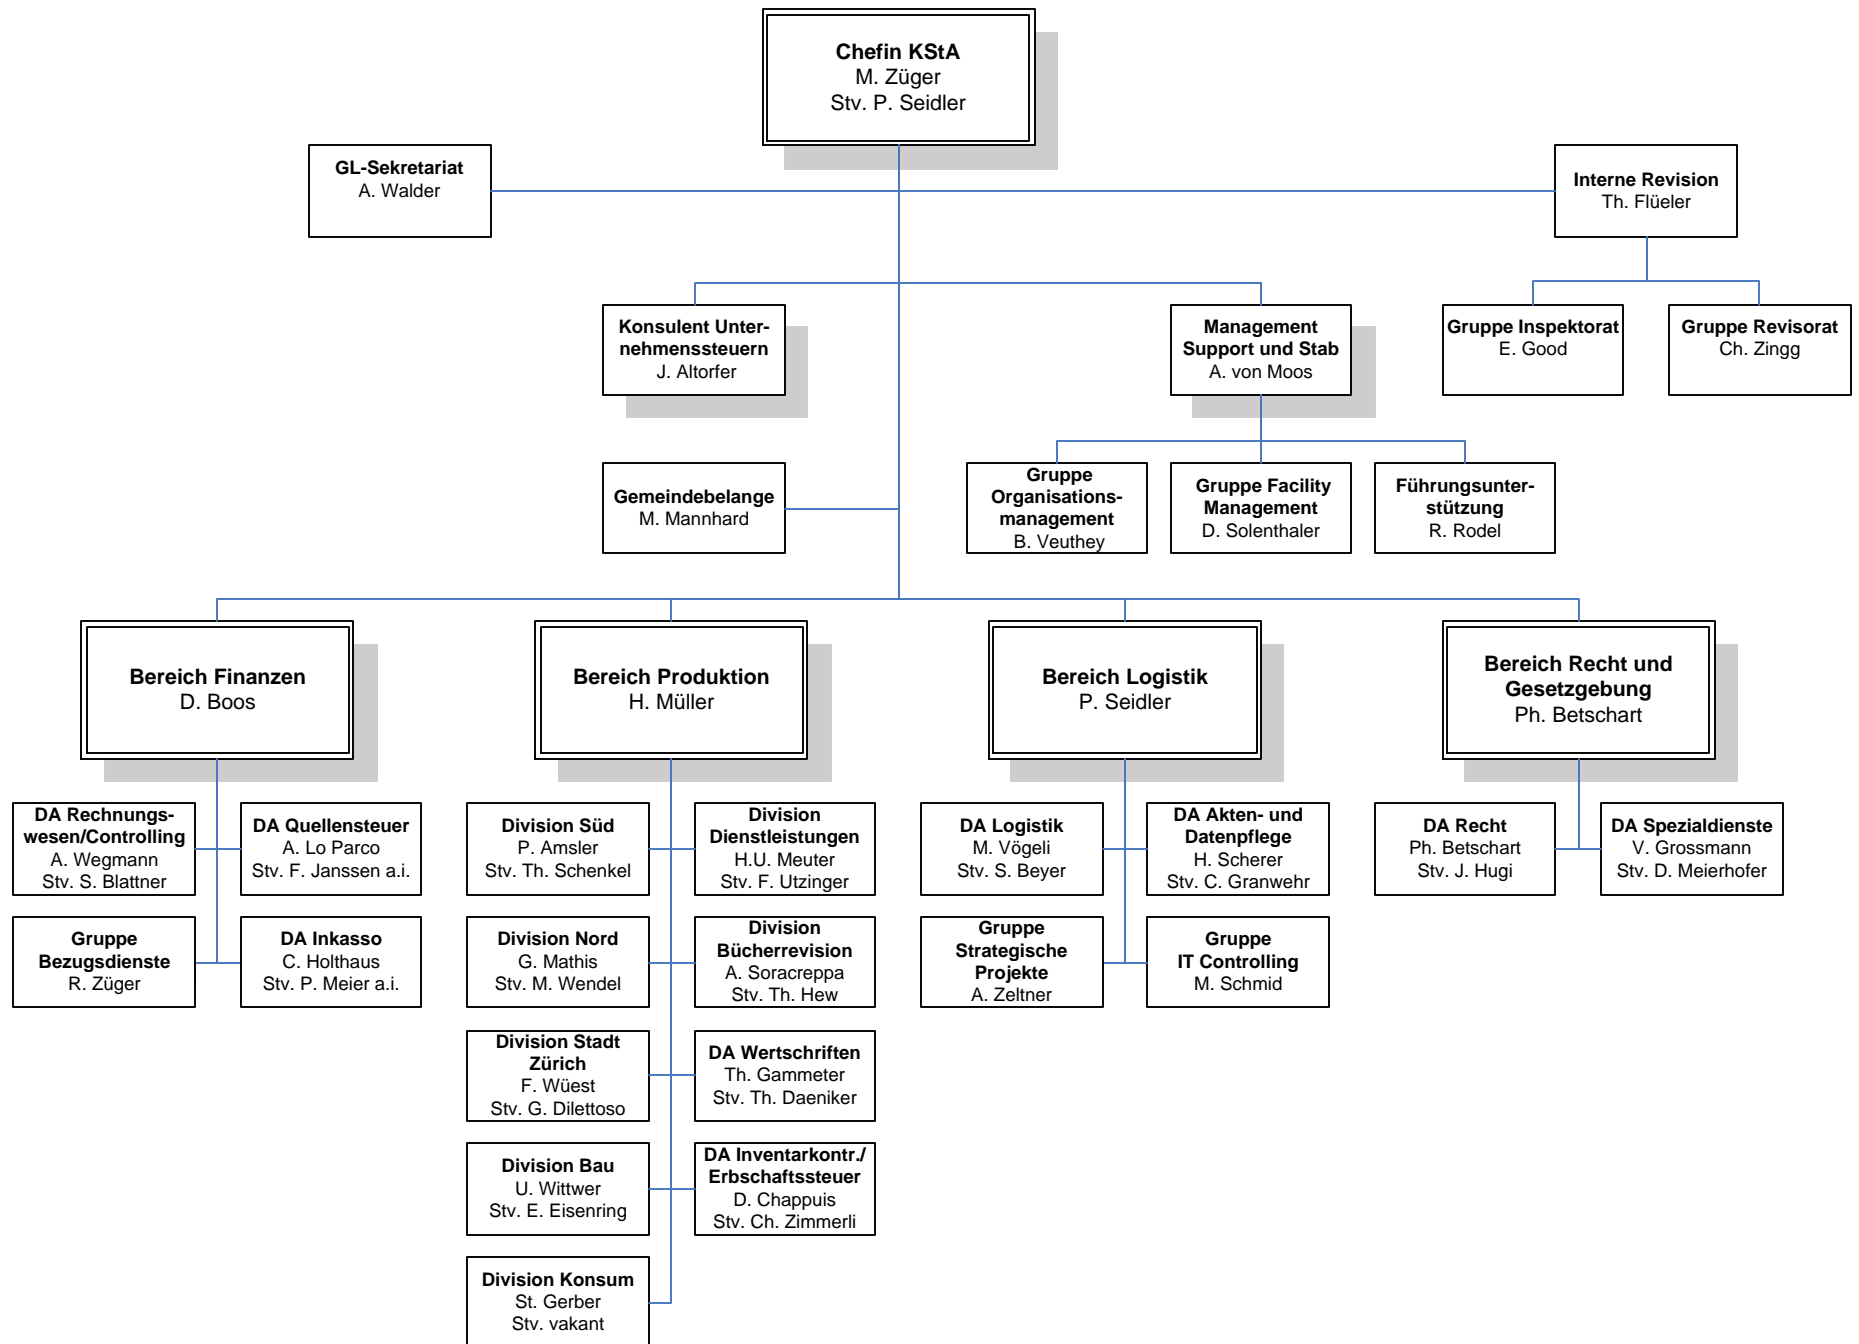 Chefin KStA
M. Züger
Stv. P. Seidler
GL-Sekretariat
A. Walder
Interne Revision
Th. Flüeler
Konsulent Unter-
nehmenssteuern
J. Altorfer
Management
Support und Stab
A. von Moos
Gruppe Inspektorat
E. Good
Gruppe Revisorat
Ch. Zingg
Gemeindebelange
M. Mannhard
Gruppe
Organisations-
management
B. Veuthey
Gruppe Facility
Management
D. Solenthaler
Führungsunter-
stützung
R. Rodel
Bereich Finanzen
D. Boos
Bereich Produktion
H. Müller
Bereich Logistik
P. Seidler
Bereich Recht und
Gesetzgebung
Ph. Betschart
DA Rechnungs-
wesen/Controlling
A. Wegmann
Stv. S. Blattner
DA Quellensteuer
A. Lo Parco
Stv. F. Janssen a.i.
Division Süd
P. Amsler
Stv. Th. Schenkel
Division
Dienstleistungen
H.U. Meuter
Stv. F. Utzinger
DA Logistik
M. Vögeli
Stv. S. Beyer
DA Akten- und
Datenpflege
H. Scherer
Stv. C. Granwehr
DA Recht
Ph. Betschart
Stv. J. Hugi
DA Spezialdienste
V. Grossmann
Stv. D. Meierhofer
Gruppe
Bezugsdienste
R. Züger
DA Inkasso
C. Holthaus
Stv. P. Meier a.i.
Division Nord
G. Mathis
Stv. M. Wendel
Division
Bücherrevision
A. Soracreppa
Stv. Th. Hew
Gruppe
Strategische
Projekte
A. Zeltner
Gruppe
IT Controlling
M. Schmid
Division Stadt
Zürich
F. Wüest
Stv. G. Dilettoso
DA Wertschriften
Th. Gammeter
Stv. Th. Daeniker
Division Bau
U. Wittwer
Stv. E. Eisenring
DA Inventarkontr./
Erbschaftssteuer
D. Chappuis
Stv. Ch. Zimmerli
Division Konsum
St. Gerber
Stv. vakant